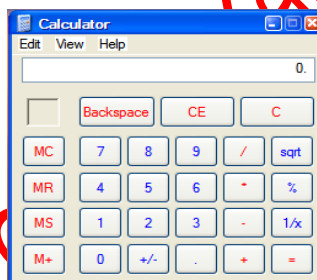 Calculator
Edit View Help
0.
Backspace CE C
MC 7 8 9 / sqrt
MR 4 5 6 * %
MS 1 2 3 - 1/x
M+ 0 +/- . + =